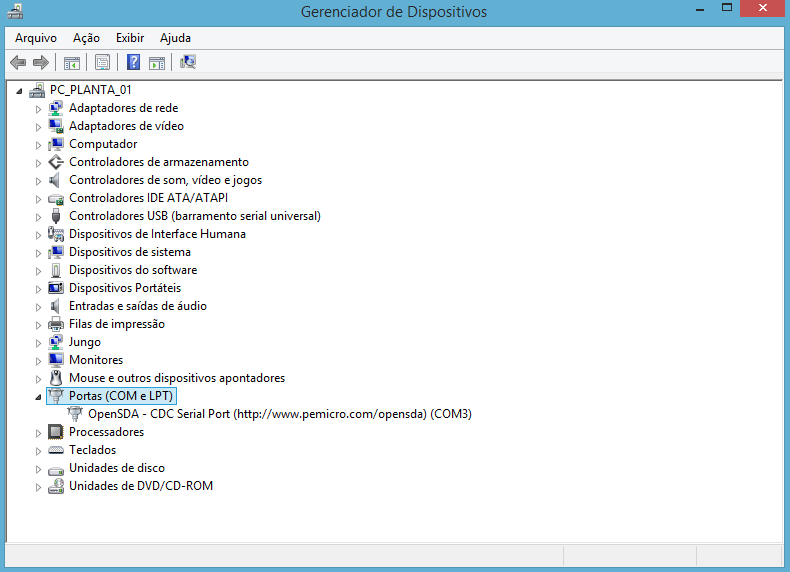 Gerenciador de Dispositivos
Arquivo Ação Exibir Ajuda
PC_PLANTA_01
Adaptadores de rede
Adaptadores de vídeo
Computador
Controladores de armazenamento
Controladores de som, vídeo e jogos
Controladores IDE ATA/ATAPI
Controladores USB (barramento serial universal)
Dispositivos de Interface Humana
Dispositivos de sistema
Dispositivos do software
Dispositivos Portáteis
Entradas e saídas de áudio
Filas de impressão
Jungo
Monitores
Mouse e outros dispositivos apontadores
Portas (COM e LPT)
OpenSDA - CDC Serial Port (http://www.pemicro.com/opensda) (COM3)
Processadores
Teclados
Unidades de disco
Unidades de DVD/CD-ROM